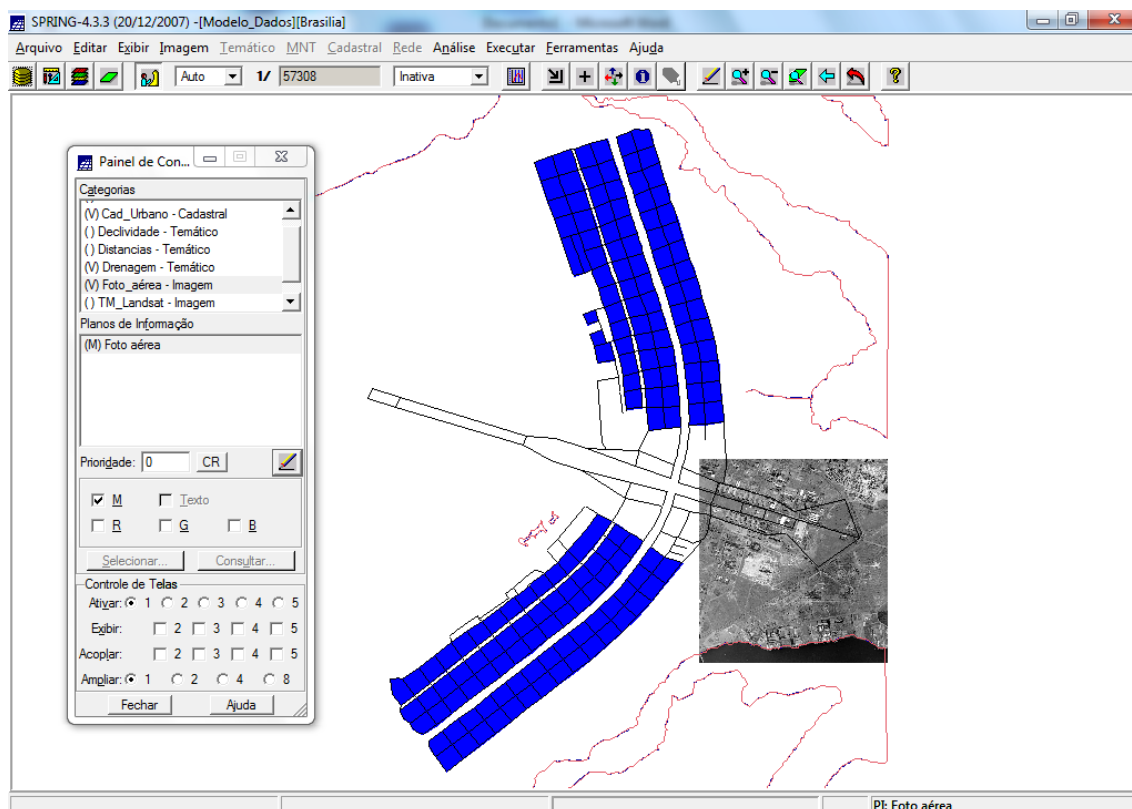 SPRING-4.3.3 (20/12/2007) -[Modelo_Dados][Brasilia]
Arquivo Editar Exibir Imagem Temático MNT Cadastral Rede Análise Executar Ferramentas Ajuda
Auto 1/ 57308 Inativa
Painel de Con...
Categorias
(V) Cad_Urbano - Cadastral
( ) Declividade - Temático
( ) Distancias - Temático
(V) Drenagem - Temático
(V) Foto_aérea - Imagem
( ) TM_Landsat - Imagem
Planos de Informação
(M) Foto aérea
Prioridade: 0 CR
M Texto
R G B
Selecionar... Consultar...
Controle de Telas
Ativar: 1 2 3 4 5
Exibir: 2 3 4 5
Acoplar: 2 3 4 5
Ampliar: 1 2 4 8
Fechar Ajuda
PI: Foto aérea